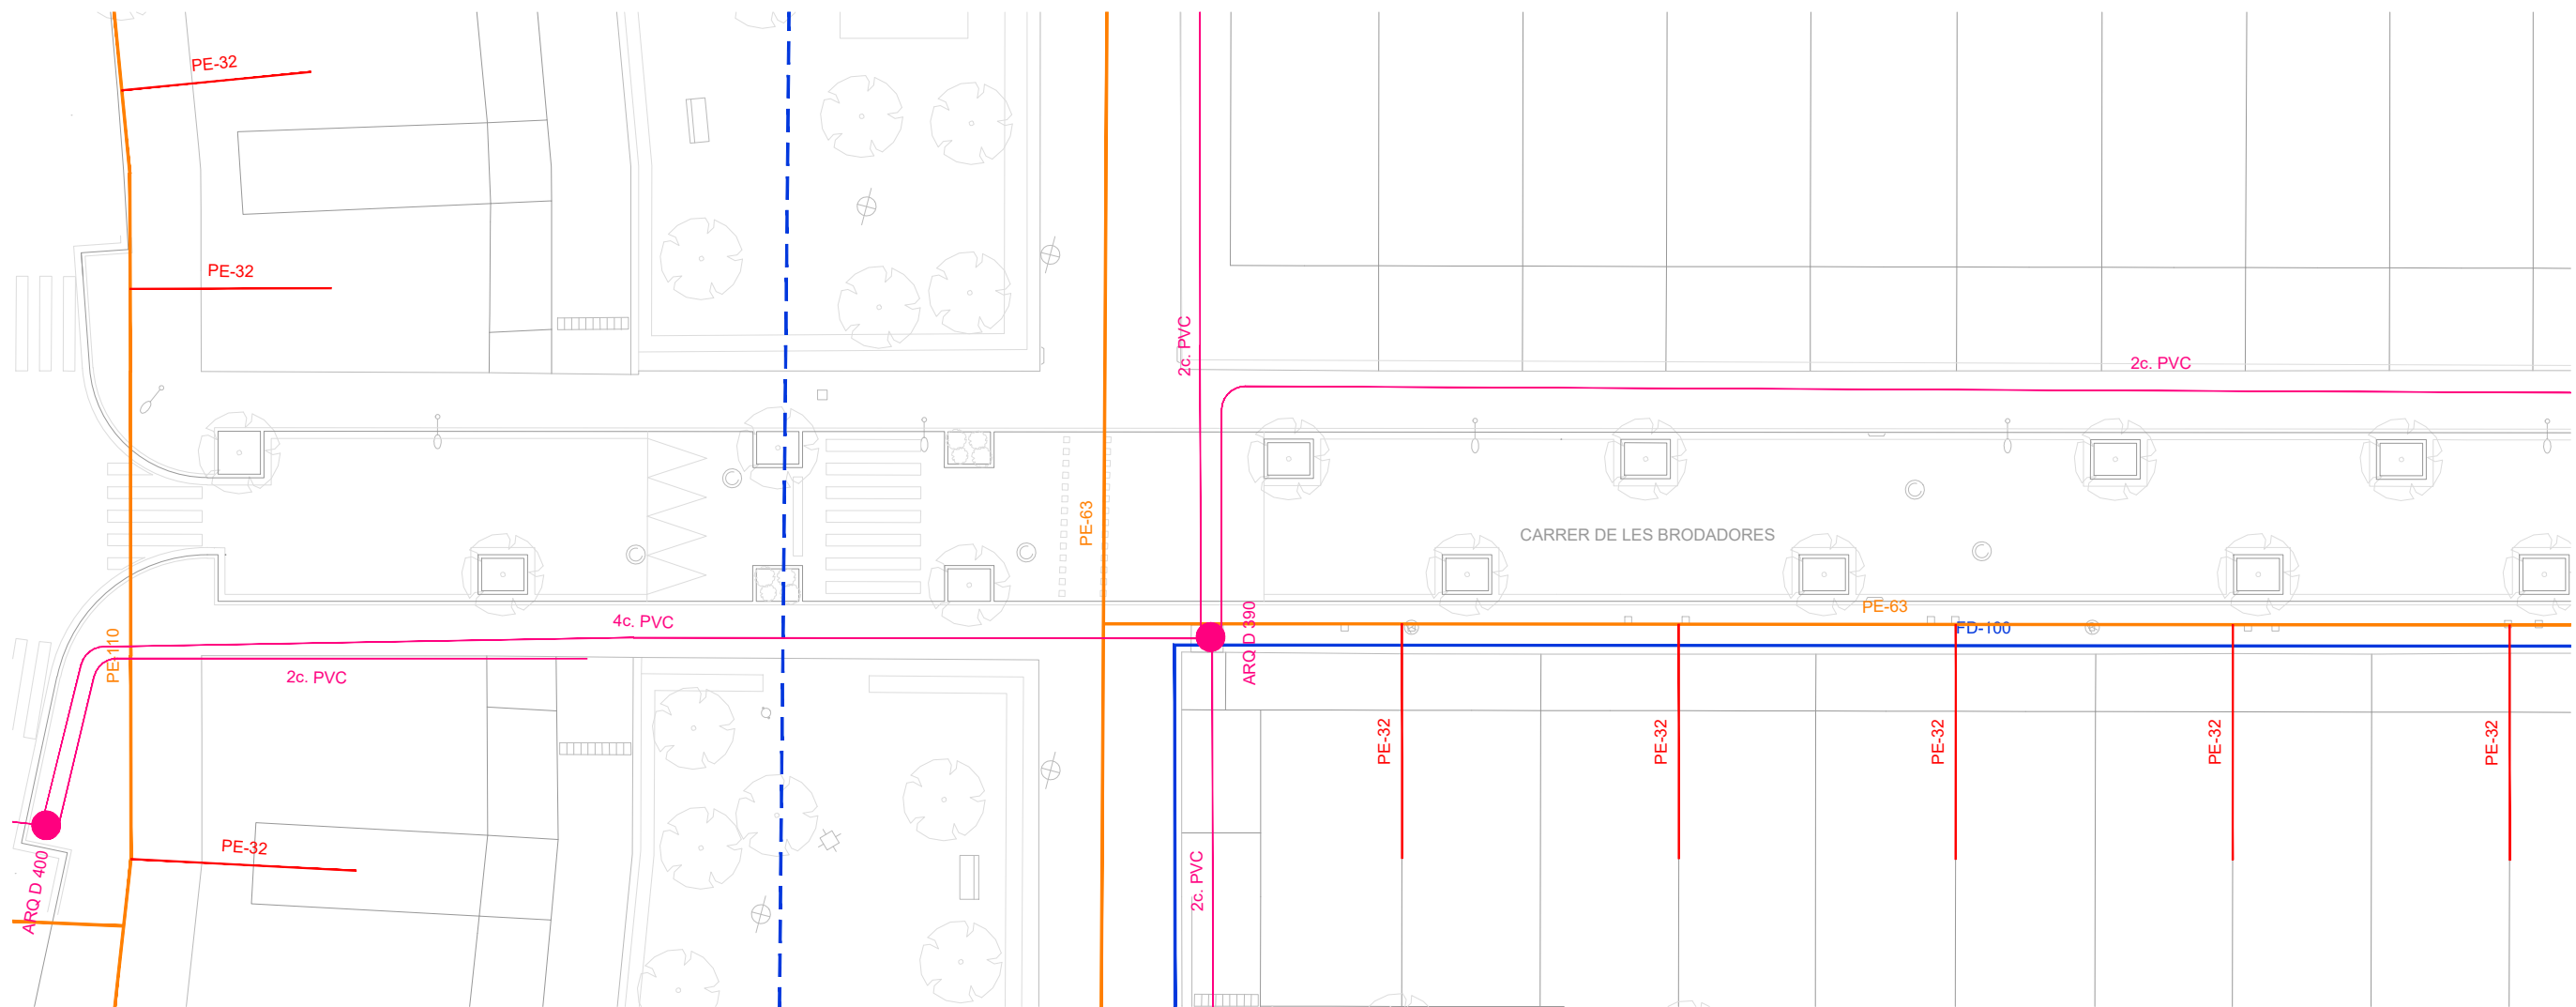 PE-32
PE-32
2c. PVC
2c. PVC
PE-63
CARRER DE LES BRODADORES
PE-63
4c. PVC
FD-100
PE-110
ARQ D 390
2c. PVC
PE-32
PE-32
PE-32
PE-32
PE-32
PE-32
2c. PVC
ARQ D 400